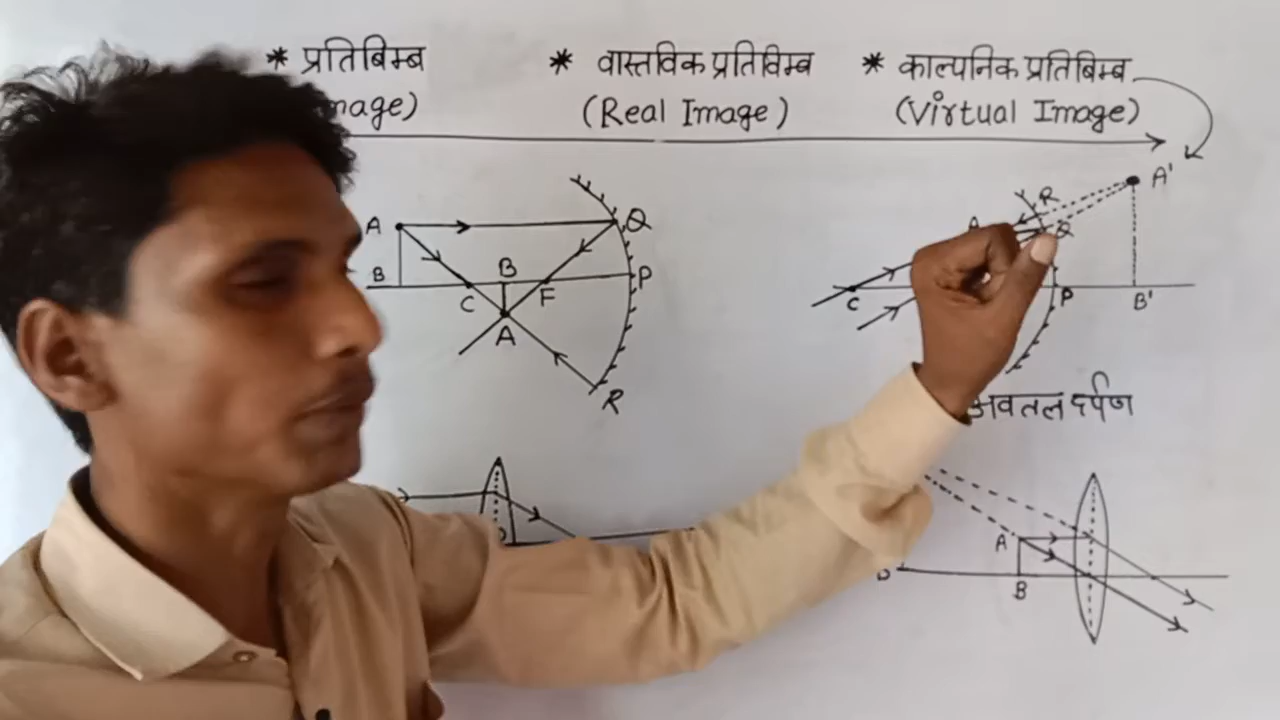 * प्रतिबिम्ब
* वास्तविक प्रतिविम्ब
* काल्पनिक प्रतिबिम्ब
mage)
(Real Image)
(Virtual Image)
A
Q
B
C
B
F
P
A
R
A
R
A'
Q
C
P
B'
अवतल दर्पण
A
B